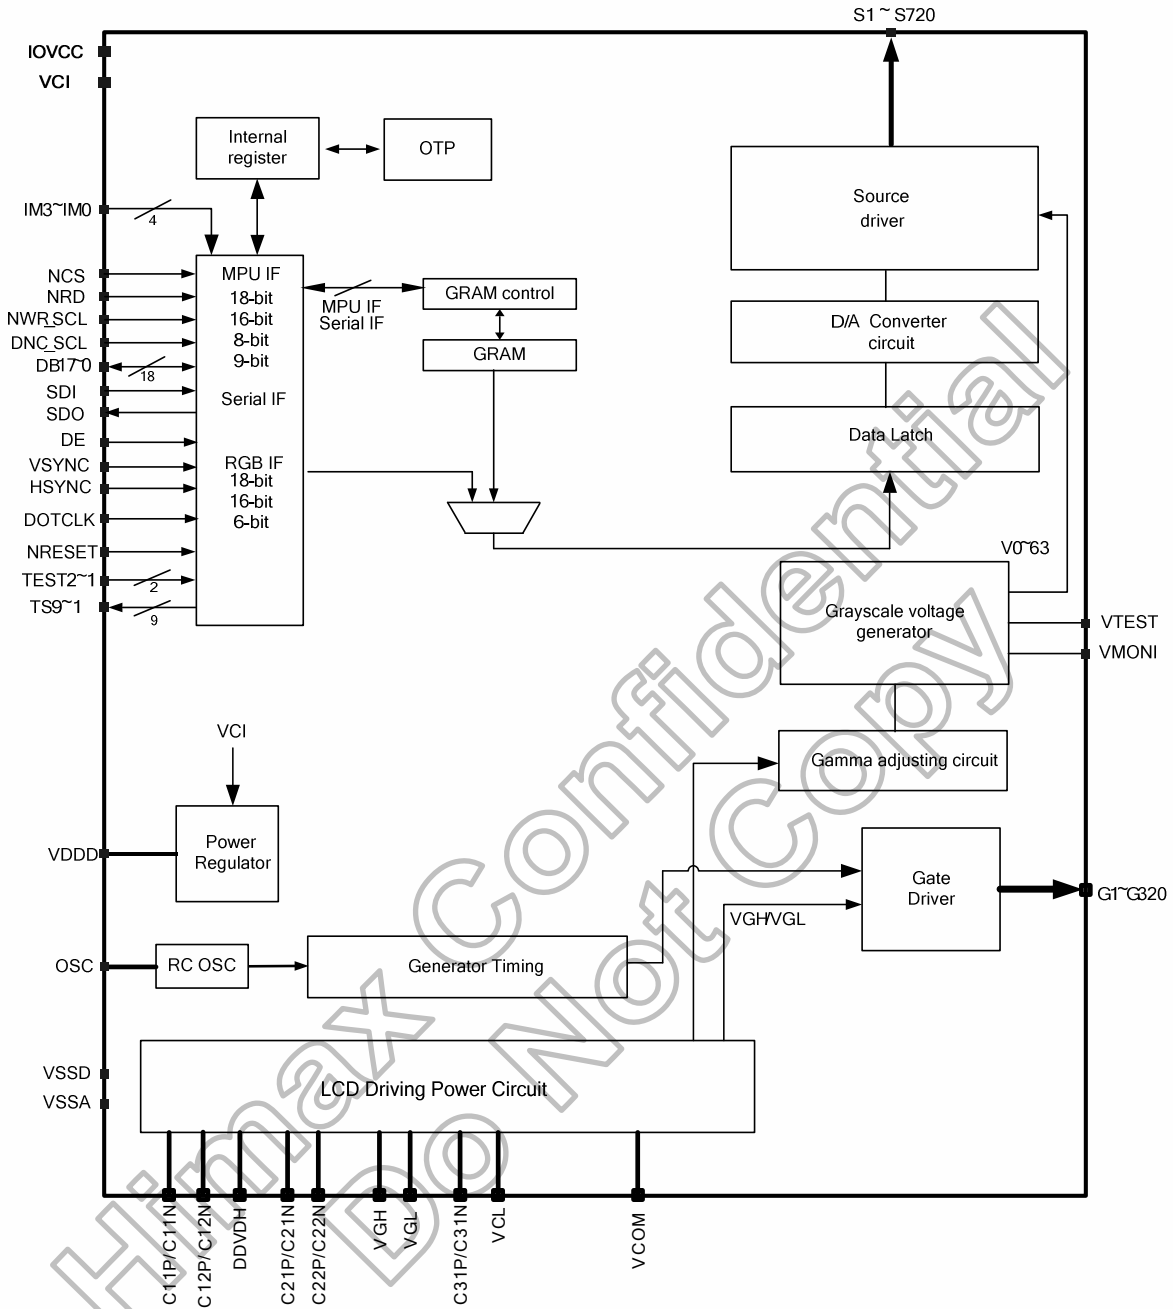 S1 ~ S720
IOVCC
VCI
Internal
register
OTP
IM3~IM0
4
Source
driver
NCS
NRD
NWR_SCL
DNC_SCL
DB17~0
18
SDI
SDO
DE
VSYNC
HSYNC
DOTCLK
NRESET
TEST2~1
2
TS9~1
9
MPU IF
18-bit
16-bit
8-bit
9-bit
Serial IF
RGB IF
18-bit
16-bit
6-bit
MPU IF
Serial IF
GRAM control
GRAM
D/A Converter
circuit
Data Latch
V0~63
Grayscale voltage
generator
VTEST
VMONI
VCI
Gamma adjusting circuit
Power
Regulator
VDDD
Gate
Driver
G1~G320
VGH/VGL
OSC
RC OSC
Generator Timing
VSSD
VSSA
LCD Driving Power Circuit
C11P/C11N
C12P/C12N
DDVDH
C21P/C21N
C22P/C22N
VGH
VGL
C31P/C31N
VCL
VCOM
Himax Confidential
Do Not Copy